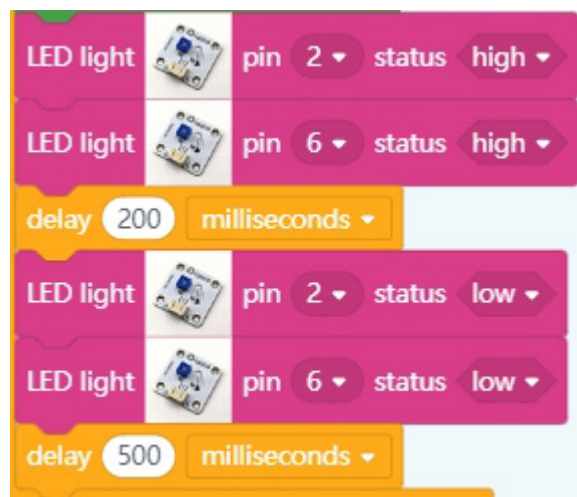 LED light pin 2 status high
LED light pin 6 status high
delay 200 milliseconds
LED light pin 2 status low
LED light pin 6 status low
delay 500 milliseconds